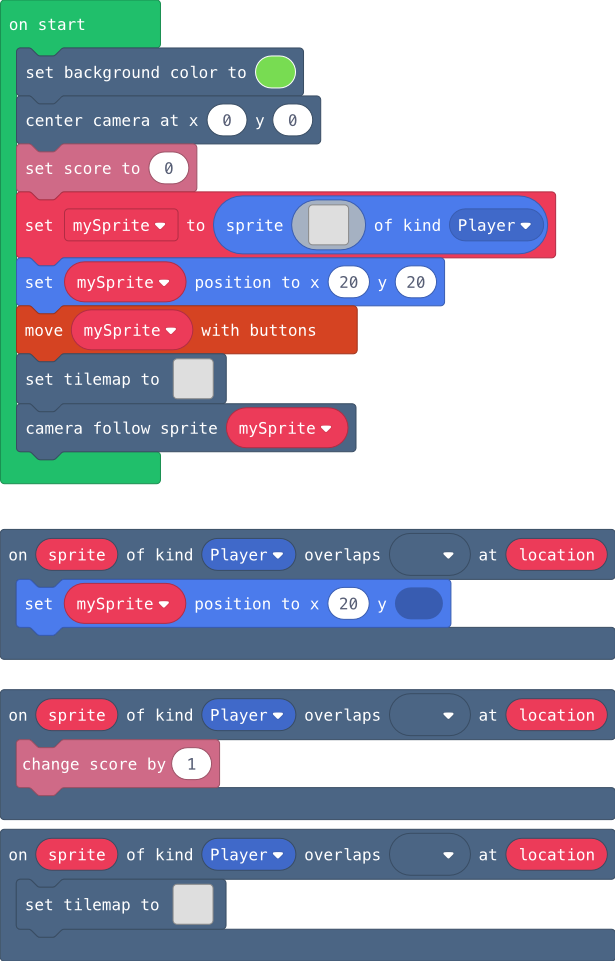 on start
set background color to
center camera at x 0 y 0
set score to 0
set mySprite to sprite of kind Player
set mySprite position to x 20 y 20
move mySprite with buttons
set tilemap to
camera follow sprite mySprite
on sprite of kind Player overlaps at location
set mySprite position to x 20 y
on sprite of kind Player overlaps at location
change score by 1
on sprite of kind Player overlaps at location
set tilemap to